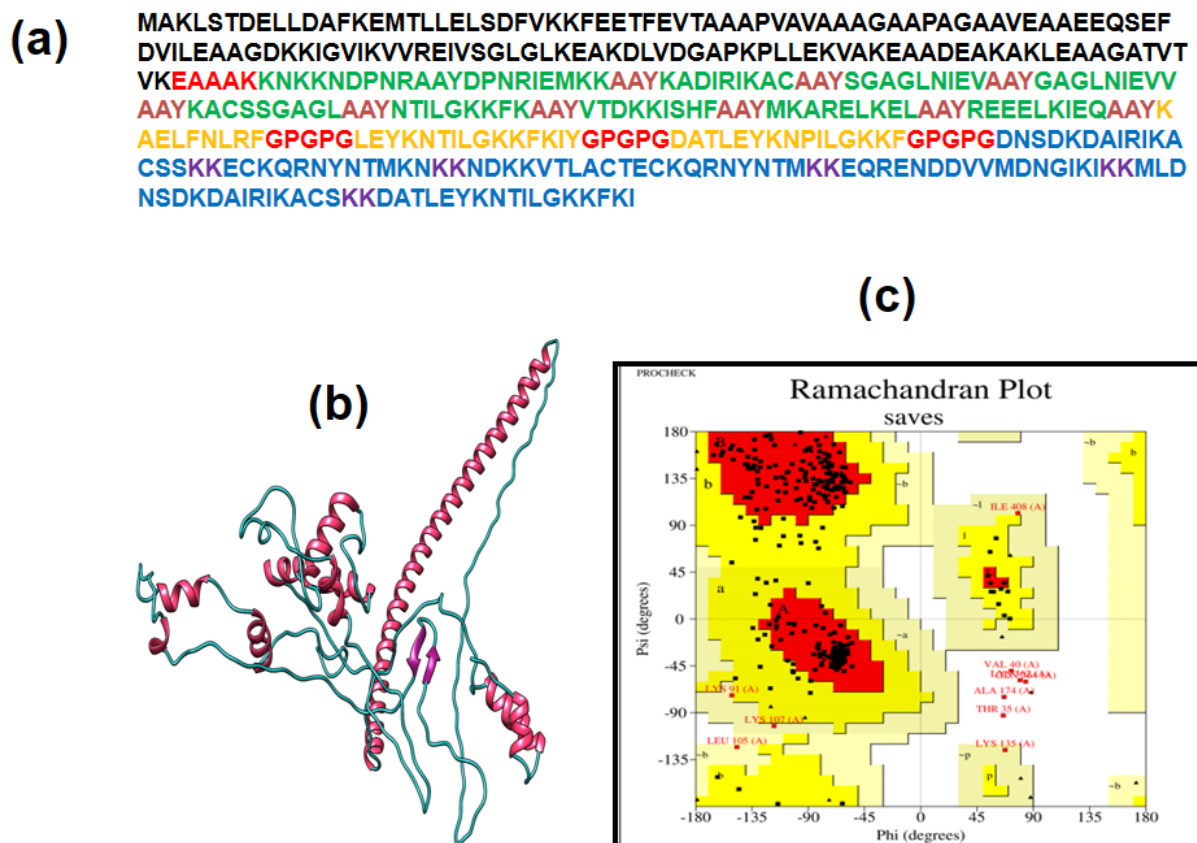 (a)
MAKLSTDELLDAFKEMTLLELSDFVKKFEETFEVTAAAPVAVAAAGAAPAGAAVEAAEEQSEF
DVILEAAGDKKIGVIKVVREIVSGLGLKEAKDLVDGAPKPLLEKVAKEAADEAKAKLEAAGATVT
VKEAAAKKNKKNDPNRAAYDPNRIEMKKAAYKADIRIKACAAYSGAGLNIEVAAYGAGLNIEVV
AAYKACSSGAGLAAYNTILGKKFKAAYVTDKKISHFAAYMKARELKELAAYREEELKIEQAAYK
AELFNLRFGPGPGLEYKNTILGKKFKIYGPGPGDATLEYKNPILGKKFGPGPGDNSDKDAIRIKA
CSSKKECKQRNYNTMKNKKNDKKVTLACTECKQRNYNTMKKEQRENDDVVMDNGIKIKKMLD
NSDKDAIRIKACSKKDATLEYKNTILGKKFKI
(b)
(c)
PROCHECK
Ramachandran Plot
saves
180
135
90
45
0
-45
-90
-135
Psi (degrees)
B
b
~b
~b
b
~l
ILE 408 (A)
l
a
A
~a
VAL 40 (A)
LYS 91 (A)
ALA 174 (A)
THR 35 (A)
LYS 107 (A)
LEU 105 (A)
LYS 135 (A)
~b
b
~p
p
~b
-180
-135
-90
-45
0
45
90
135
180
Phi (degrees)